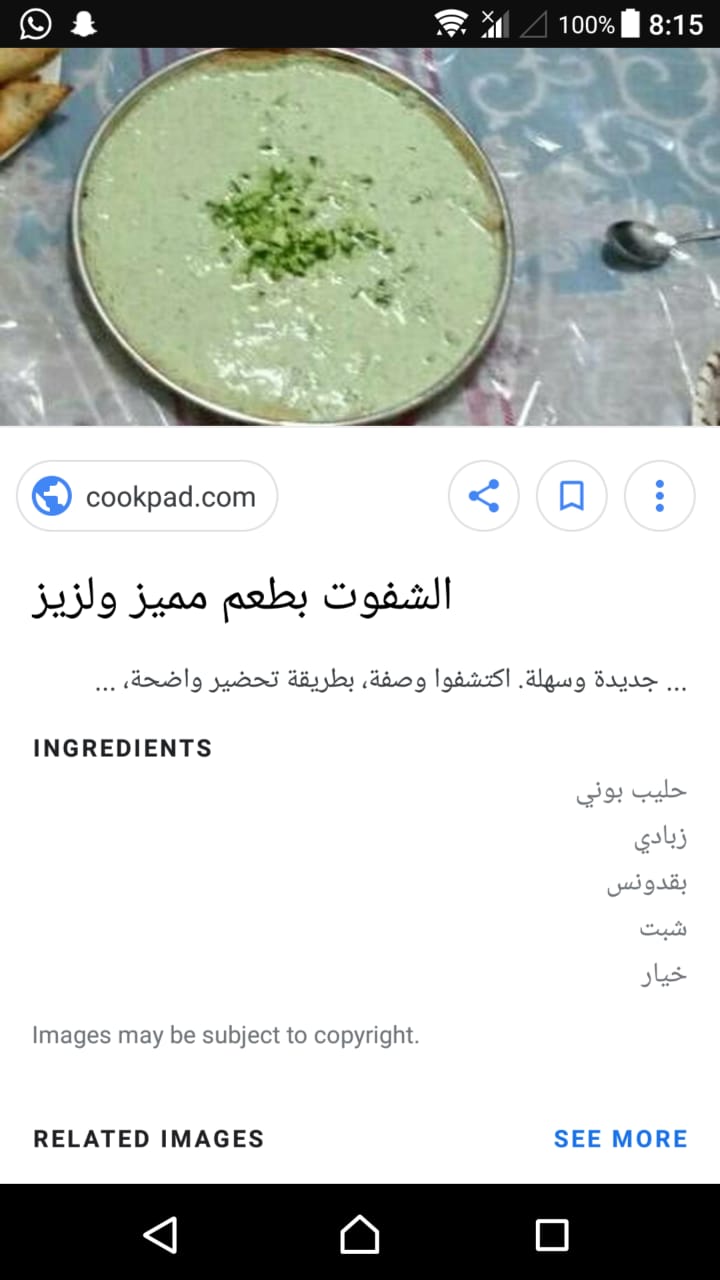 100% 8:15
cookpad.com
الشفوت بطعم مميز ولزيز
... جديدة وسهلة. اكتشفوا وصفة، بطريقة تحضير واضحة، ...
INGREDIENTS
حليب بوني
زبادي
بقدونس
شبت
خيار
Images may be subject to copyright.
RELATED IMAGES
SEE MORE